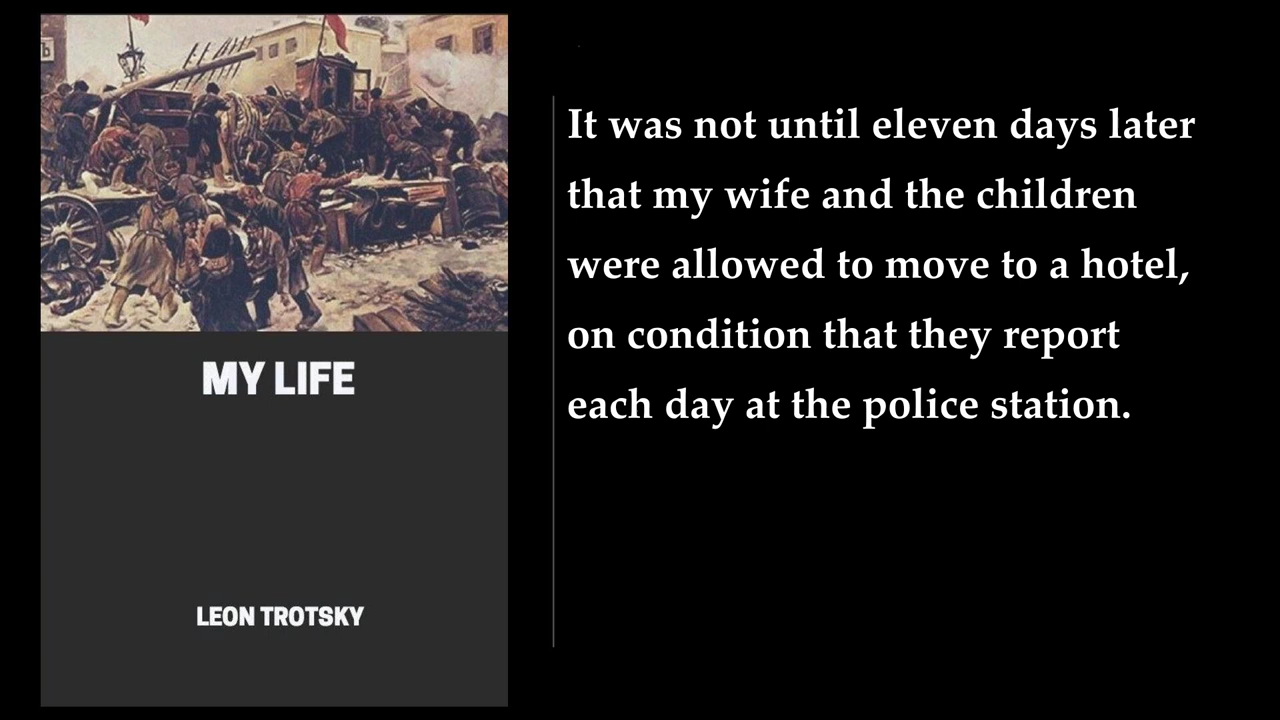 MY LIFE
LEON TROTSKY
It was not until eleven days later
that my wife and the children
were allowed to move to a hotel,
on condition that they report
each day at the police station.